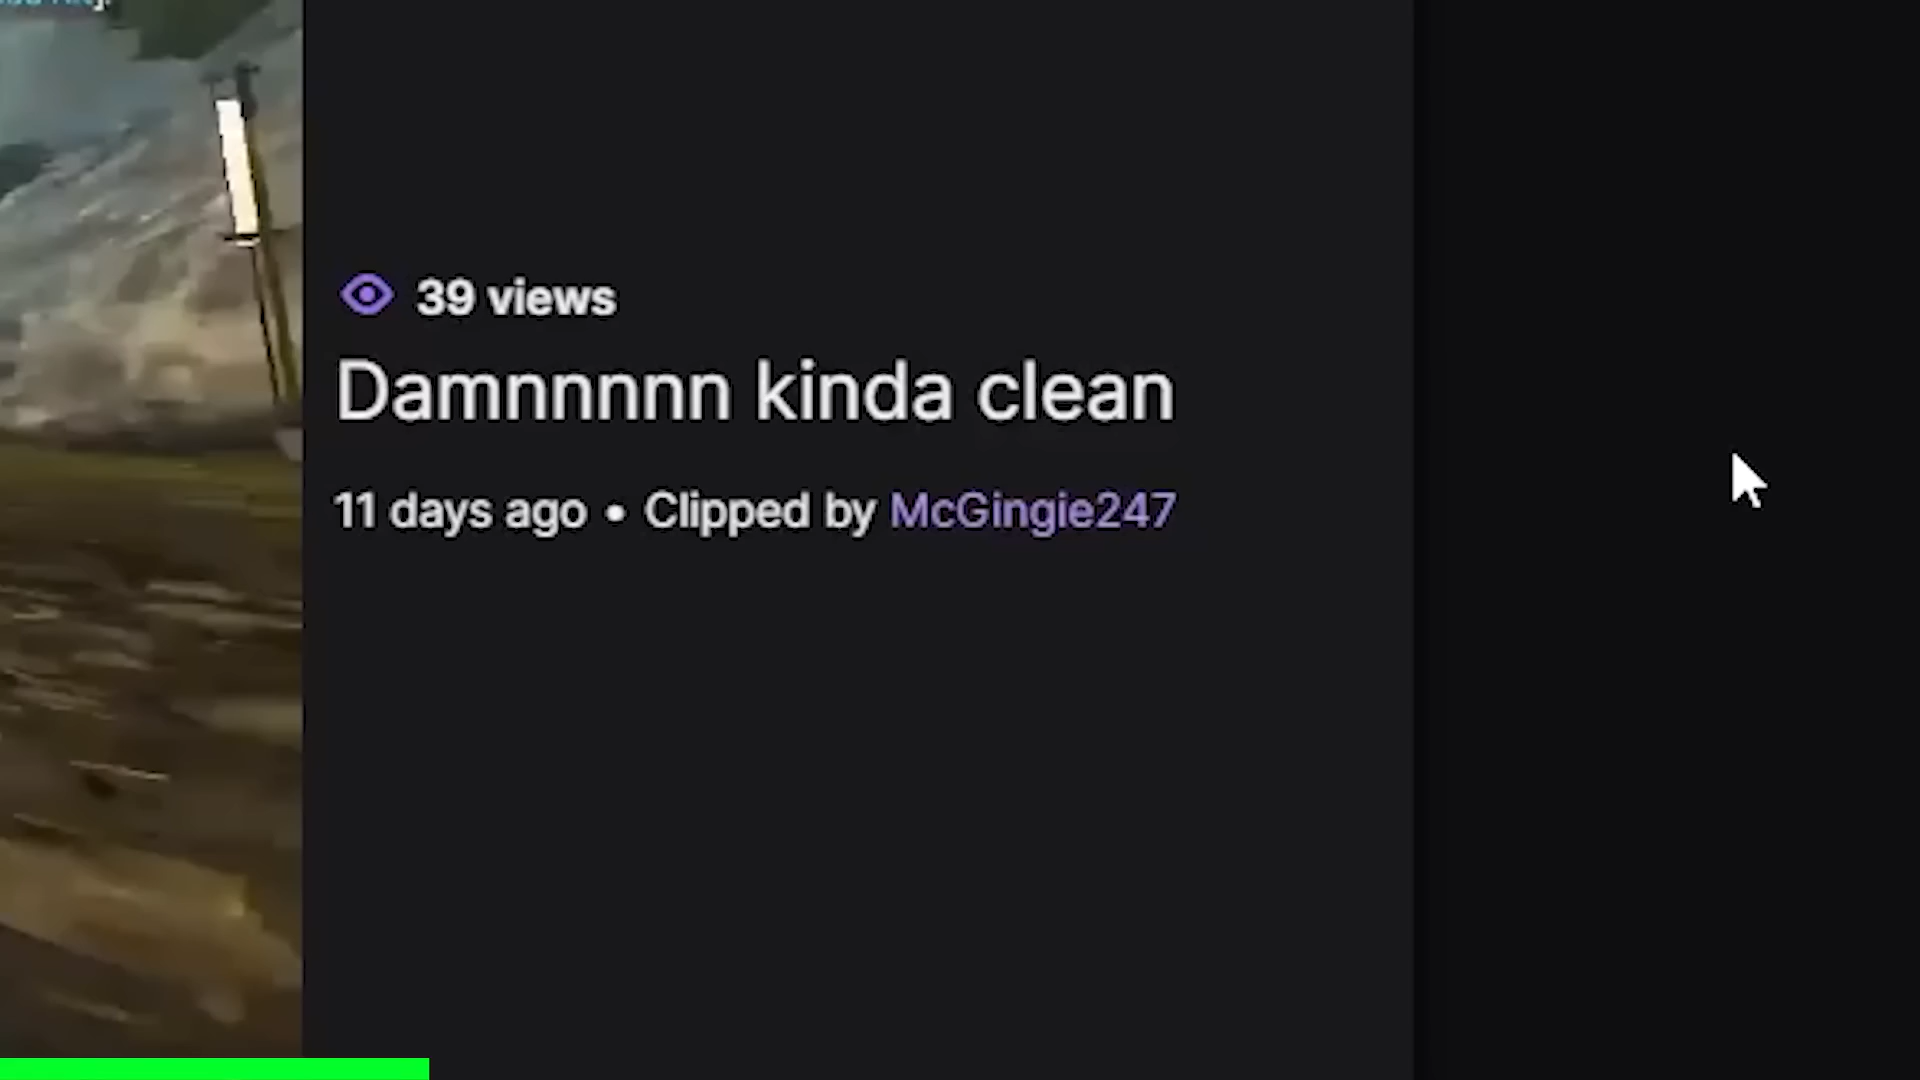 39 views
Damnnnnn kinda clean
11 days ago • Clipped by McGingie247